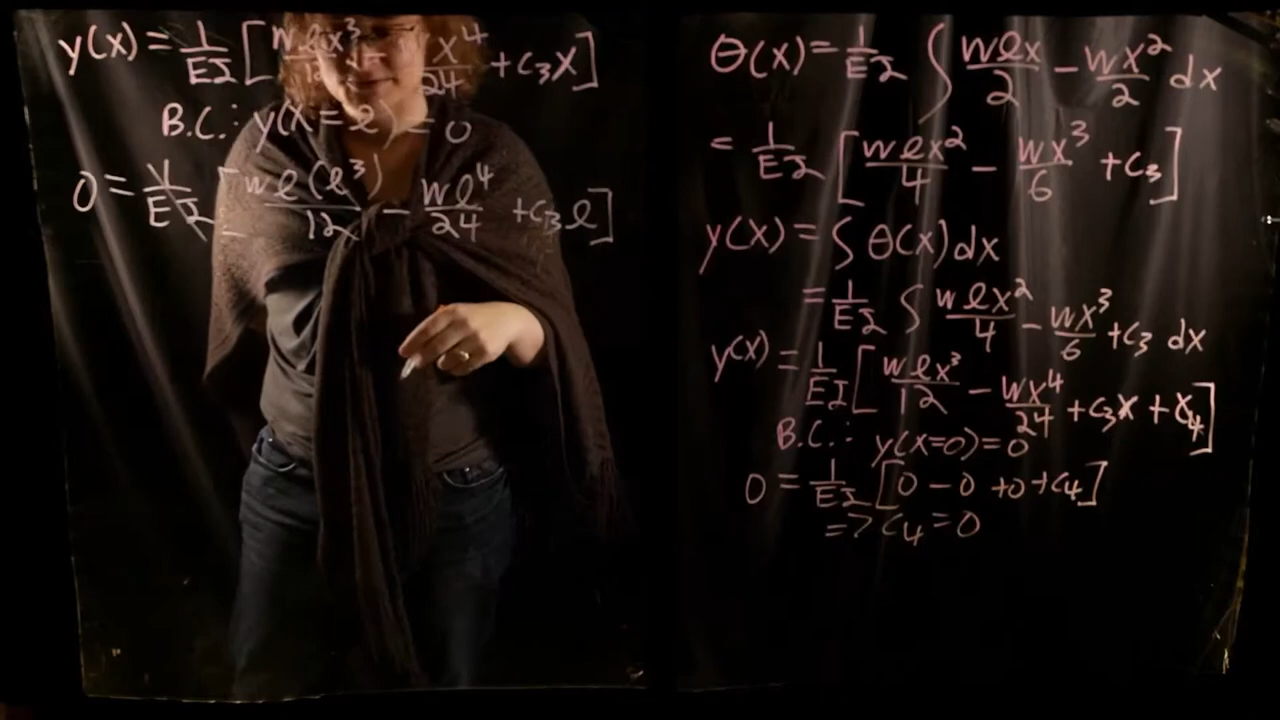 y(x) = 1/EI [ wlx³/12 x⁴/24 + c₃x ]
B.C.: y(x = l) = 0
0 = 1/EI [ wl(l³)/12 - wl⁴/24 + c₃l ]
θ(x) = 1/EI ∫ wlx/2 - wx²/2 dx
= 1/EI [ wlx²/4 - wx³/6 + c₃ ]
y(x) = ∫ θ(x) dx
= 1/EI ∫ wlx²/4 - wx³/6 + c₃ dx
y(x) = 1/EI [ wlx³/12 - wx⁴/24 + c₃x + c₄ ]
B.C.: y(x=0) = 0
0 = 1/EI [ 0 - 0 + 0 + c₄ ]
=> c₄ = 0